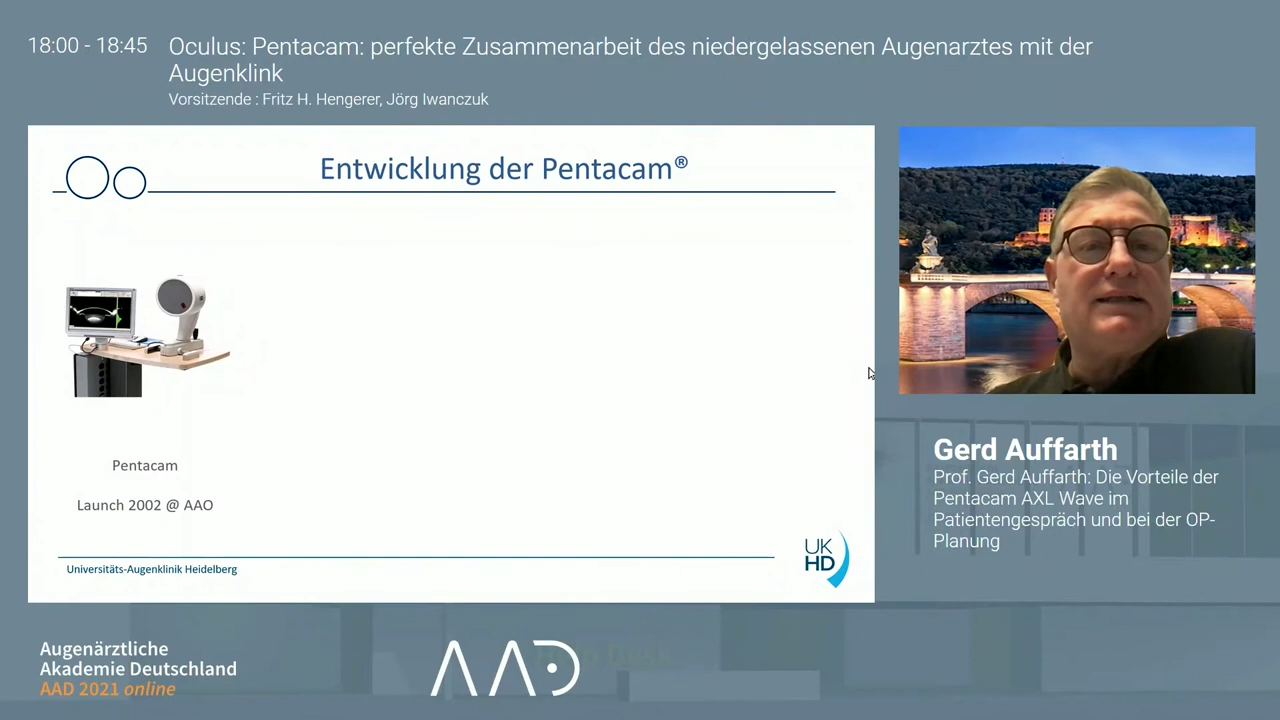 18:00 - 18:45
Oculus: Pentacam: perfekte Zusammenarbeit des niedergelassenen Augenarztes mit der
Augenklink
Vorsitzende : Fritz H. Hengerer, Jörg Iwanczuk
Entwicklung der Pentacam®
Pentacam
Launch 2002 @ AAO
Universitäts-Augenklinik Heidelberg
UK
HD
Gerd Auffarth
Prof. Gerd Auffarth: Die Vorteile der
Pentacam AXL Wave im
Patientengespräch und bei der OP-
Planung
Augenärztliche
Akademie Deutschland
AAD 2021 online
AAD